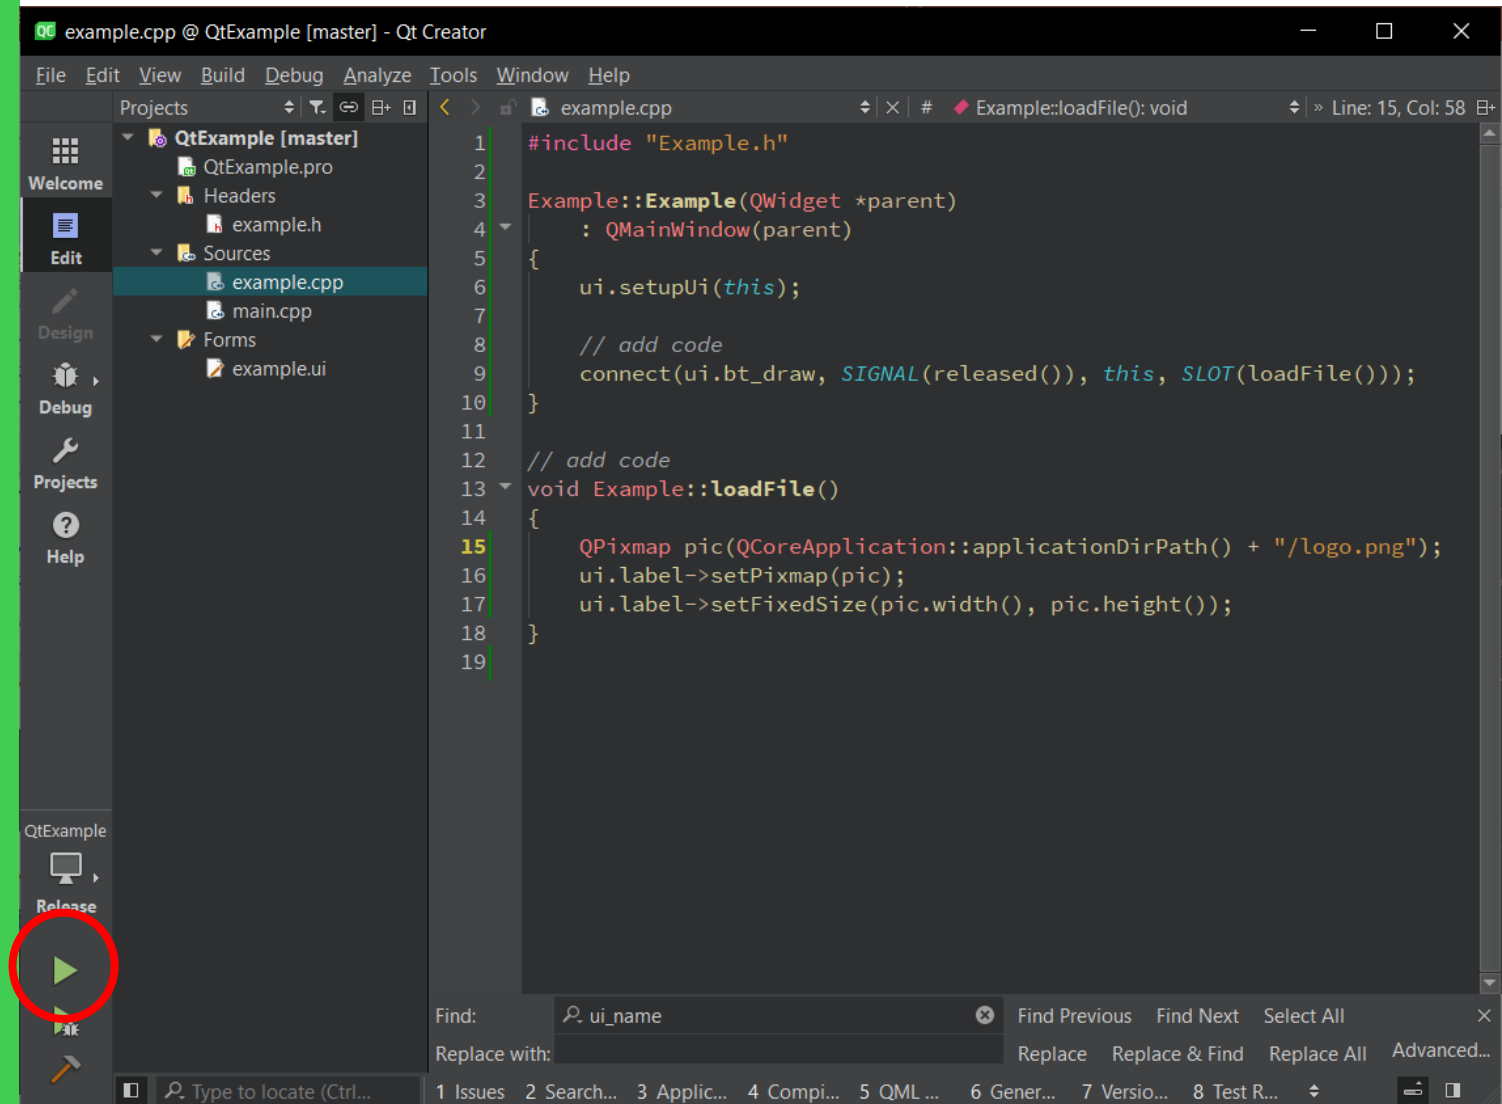 QC example.cpp @ QtExample [master] - Qt Creator
File Edit View Build Debug Analyze Tools Window Help
Projects
example.cpp # Example::loadFile(): void » Line: 15, Col: 58
Welcome
Edit
Design
Debug
Projects
Help
QtExample
Release
QtExample [master]
QtExample.pro
Headers
example.h
Sources
example.cpp
main.cpp
Forms
example.ui
1 #include "Example.h"
2
3 Example::Example(QWidget *parent)
4 : QMainWindow(parent)
5 {
6 ui.setupUi(this);
7
8 // add code
9 connect(ui.bt_draw, SIGNAL(released()), this, SLOT(loadFile()));
10 }
11
12 // add code
13 void Example::loadFile()
14 {
15 QPixmap pic(QCoreApplication::applicationDirPath() + "/logo.png");
16 ui.label->setPixmap(pic);
17 ui.label->setFixedSize(pic.width(), pic.height());
18 }
19
Find: ui_name Find Previous Find Next Select All
Replace with: Replace Replace & Find Replace All Advanced...
Type to locate (Ctrl... 1 Issues 2 Search... 3 Applic... 4 Compi... 5 QML ... 6 Gener... 7 Versio... 8 Test R...